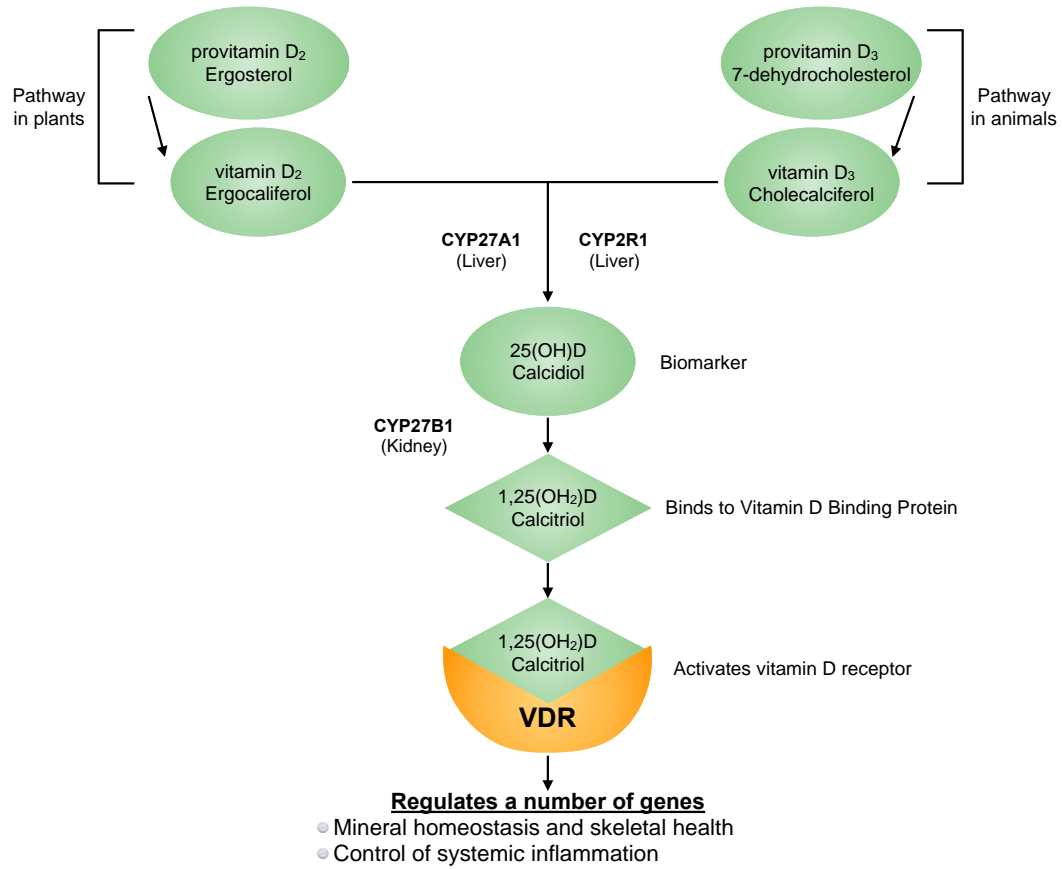 Pathway
in plants
provitamin D₂
Ergosterol
vitamin D₂
Ergocaliferol
provitamin D₃
7-dehydrocholesterol
vitamin D₃
Cholecalciferol
Pathway
in animals
CYP27A1
(Liver)
CYP2R1
(Liver)
25(OH)D
Calcidiol
Biomarker
CYP27B1
(Kidney)
1,25(OH₂)D
Calcitriol
Binds to Vitamin D Binding Protein
1,25(OH₂)D
Calcitriol
VDR
Activates vitamin D receptor
Regulates a number of genes
Mineral homeostasis and skeletal health
Control of systemic inflammation